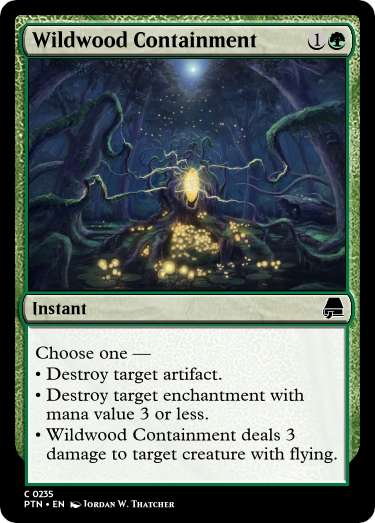 Wildwood Containment 1
Instant
Choose one —
• Destroy target artifact.
• Destroy target enchantment with
mana value 3 or less.
• Wildwood Containment deals 3
damage to target creature with flying.
C 0235
PTN • EN Jordan W. Thatcher